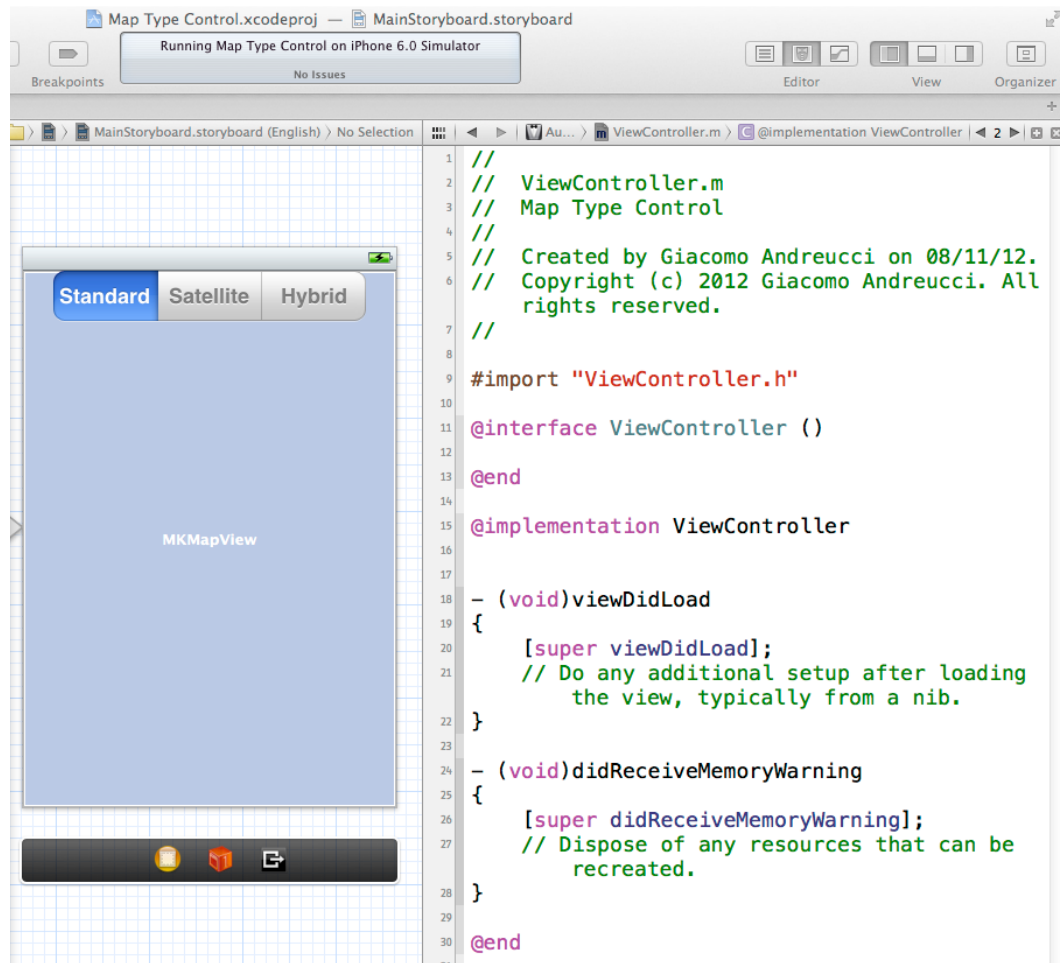 Map Type Control.xcodeproj — MainStoryboard.storyboard
Running Map Type Control on iPhone 6.0 Simulator
No Issues
Breakpoints
Editor
View
Organizer
MainStoryboard.storyboard (English) 〉 No Selection
Au... 〉 ViewController.m 〉 C @implementation ViewController
2
Standard
Satellite
Hybrid
MKMapView
1 //
2 //  ViewController.m
3 //  Map Type Control
4 //
5 //  Created by Giacomo Andreucci on 08/11/12.
6 //  Copyright (c) 2012 Giacomo Andreucci. All
rights reserved.
7 //
8
9 #import "ViewController.h"
10
11 @interface ViewController ()
12
13 @end
14
15 @implementation ViewController
16
17
18 - (void)viewDidLoad
19 {
20     [super viewDidLoad];
21     // Do any additional setup after loading
the view, typically from a nib.
22 }
23
24 - (void)didReceiveMemoryWarning
25 {
26     [super didReceiveMemoryWarning];
27     // Dispose of any resources that can be
recreated.
28 }
29
30 @end